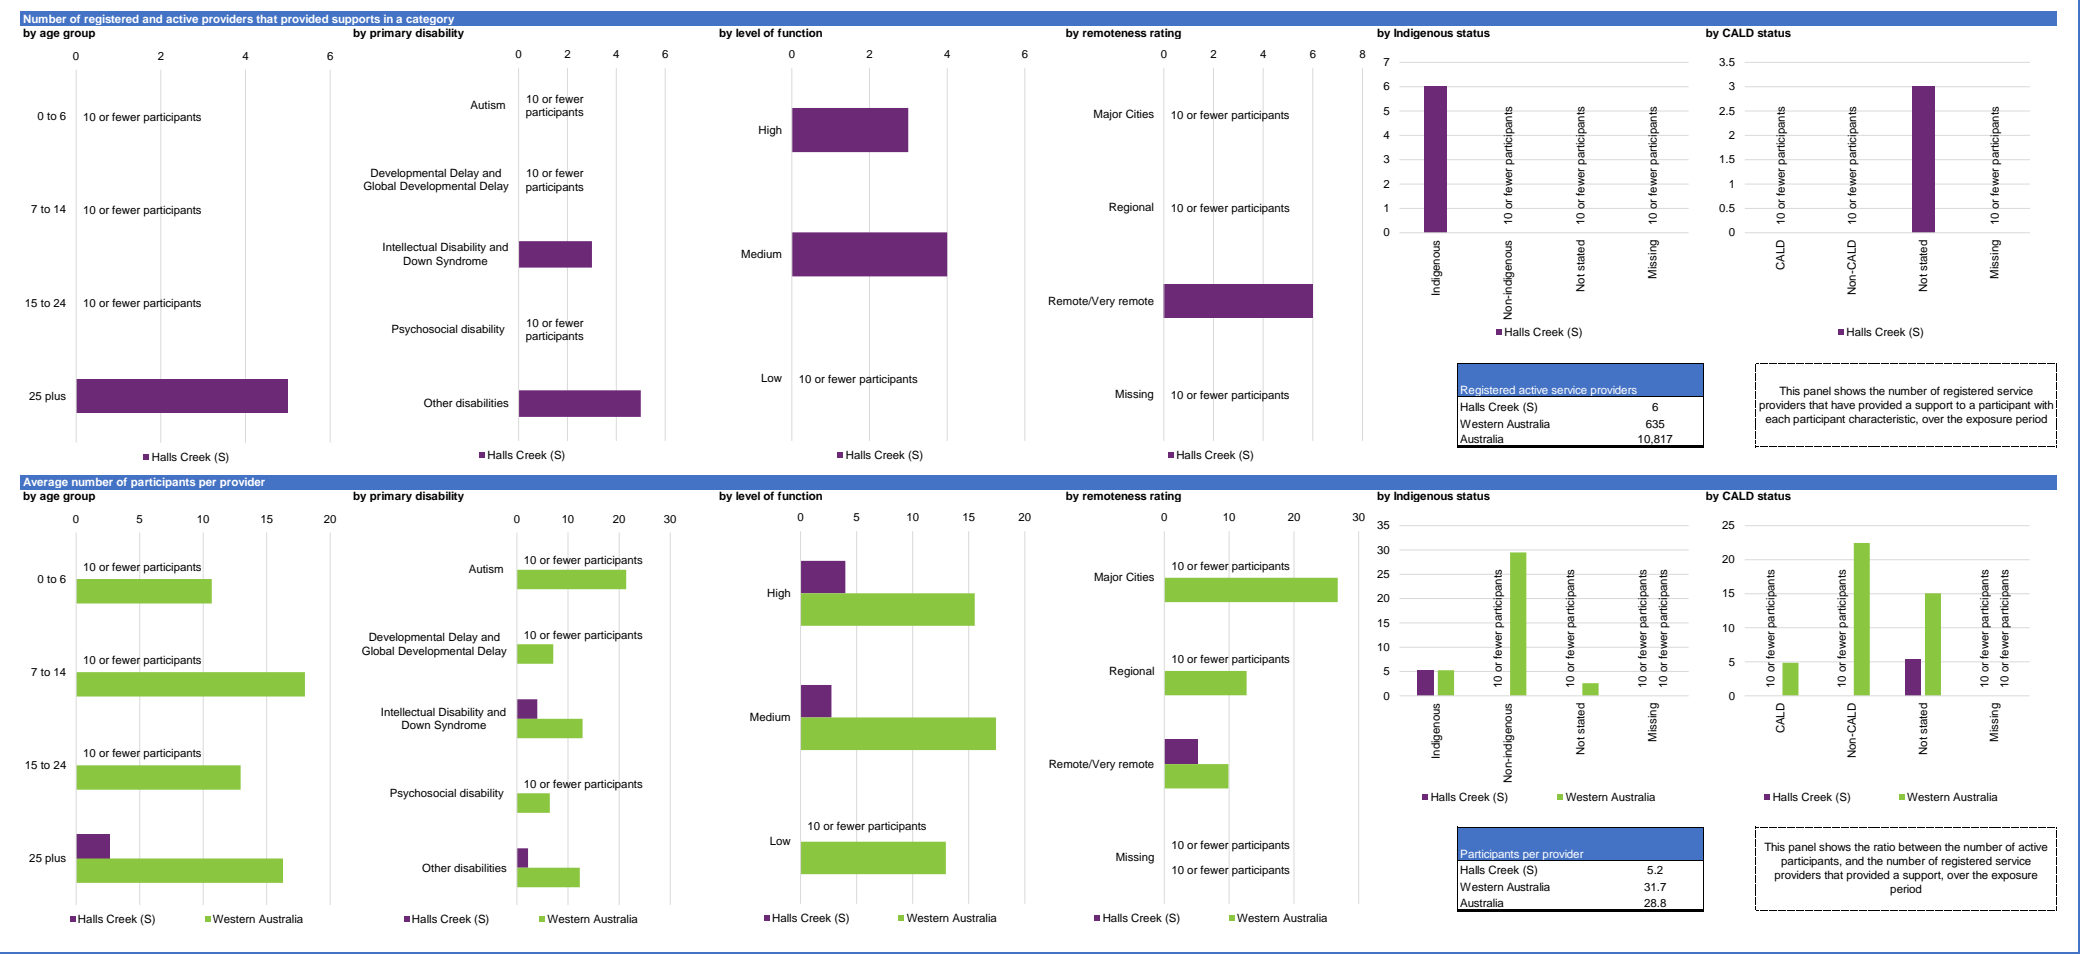 Number of registered and active providers that provided supports in a category
by age group
0 2 4 6
0 to 6
10 or fewer participants
7 to 14
10 or fewer participants
15 to 24
10 or fewer participants
25 plus
Halls Creek (S)
by primary disability
0 2 4 6
Autism
10 or fewer
participants
Developmental Delay and
Global Developmental Delay
10 or fewer
participants
Intellectual Disability and
Down Syndrome
Psychosocial disability
10 or fewer
participants
Other disabilities
Halls Creek (S)
by level of function
0 2 4 6
High
Medium
Low
10 or fewer participants
Halls Creek (S)
by remoteness rating
0 2 4 6 8
Major Cities
10 or fewer participants
Regional
10 or fewer participants
Remote/Very remote
Missing
10 or fewer participants
Halls Creek (S)
by Indigenous status
7
6
5
4
3
2
1
0
10 or fewer participants
10 or fewer participants
10 or fewer participants
Indigenous
Non-indigenous
Not stated
Missing
Halls Creek (S)
by CALD status
3.5
3
2.5
2
1.5
1
0.5
0
10 or fewer participants
10 or fewer participants
10 or fewer participants
CALD
Non-CALD
Not stated
Missing
Halls Creek (S)
Registered active service providers
Halls Creek (S) 6
Western Australia 635
Australia 10,817
This panel shows the number of registered service
providers that have provided a support to a participant with
each participant characteristic, over the exposure period
Average number of participants per provider
by age group
0 5 10 15 20
0 to 6
10 or fewer participants
7 to 14
10 or fewer participants
15 to 24
10 or fewer participants
25 plus
Halls Creek (S) Western Australia
by primary disability
0 10 20 30
Autism
10 or fewer participants
Developmental Delay and
Global Developmental Delay
10 or fewer participants
Intellectual Disability and
Down Syndrome
Psychosocial disability
10 or fewer participants
Other disabilities
Halls Creek (S) Western Australia
by level of function
0 5 10 15 20
High
Medium
Low
10 or fewer participants
Halls Creek (S) Western Australia
by remoteness rating
0 10 20 30
Major Cities
10 or fewer participants
Regional
10 or fewer participants
Remote/Very remote
Missing
10 or fewer participants
10 or fewer participants
Halls Creek (S) Western Australia
by Indigenous status
35
30
25
20
15
10
5
0
10 or fewer participants
10 or fewer participants
10 or fewer participants
10 or fewer participants
Indigenous
Non-indigenous
Not stated
Missing
Halls Creek (S) Western Australia
by CALD status
25
20
15
10
5
0
10 or fewer participants
10 or fewer participants
10 or fewer participants
10 or fewer participants
CALD
Non-CALD
Not stated
Missing
Halls Creek (S) Western Australia
Participants per provider
Halls Creek (S) 5.2
Western Australia 31.7
Australia 28.8
This panel shows the ratio between the number of active
participants, and the number of registered service
providers that provided a support, over the exposure
period